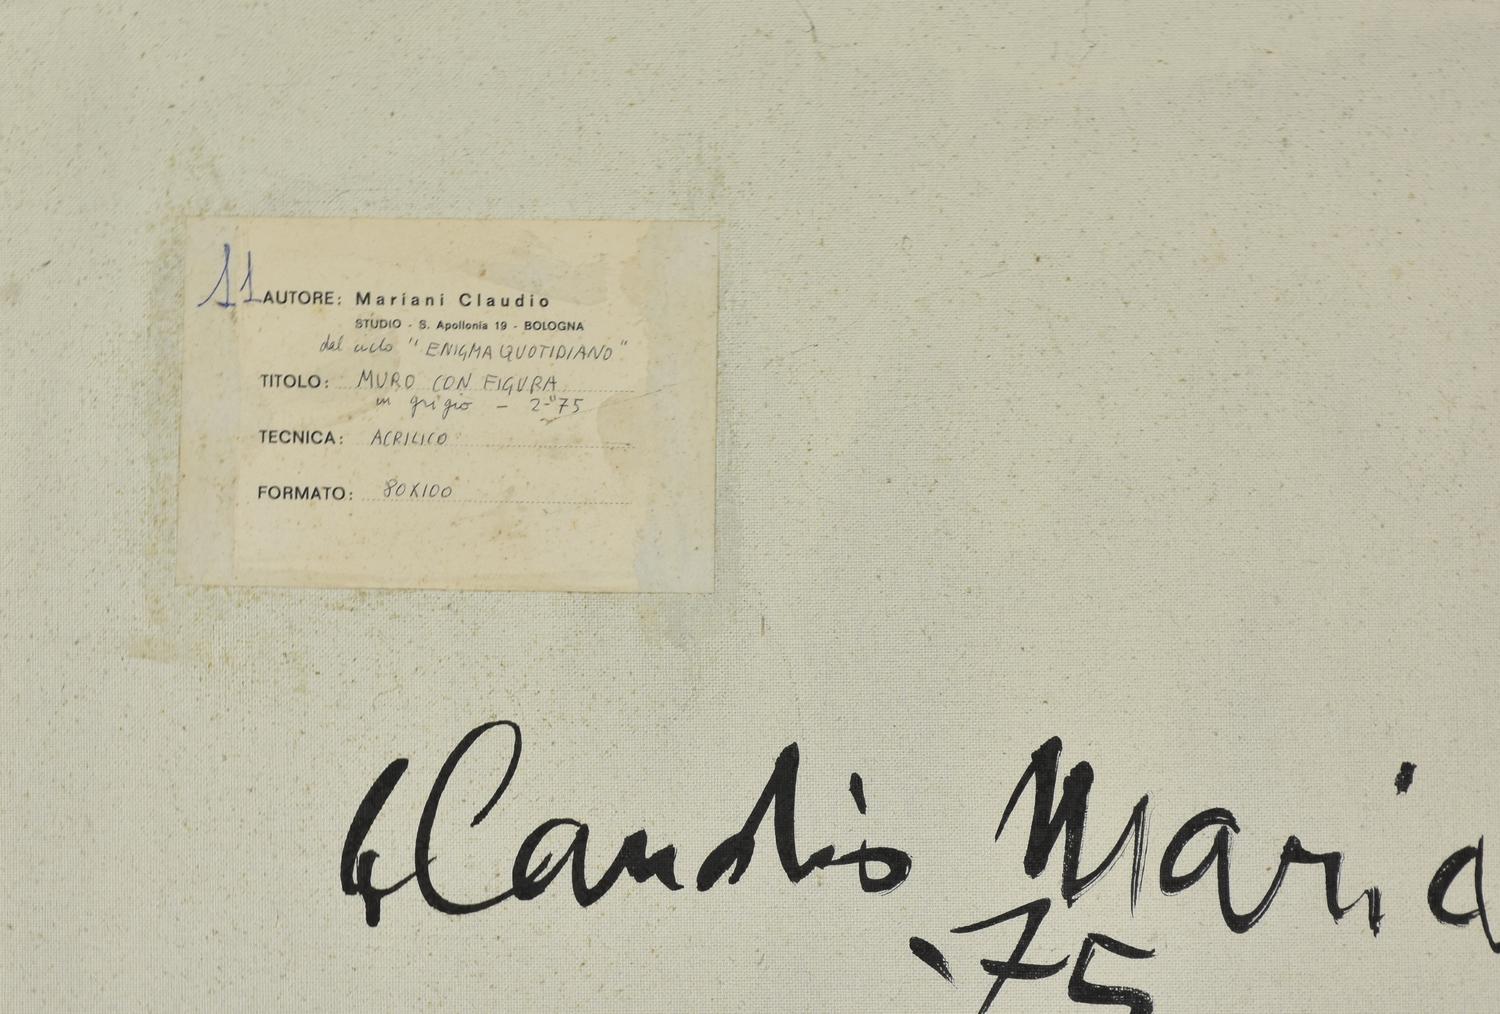 11
AUTORE: Mariani Claudio
STUDIO - S. Apollonia 19 - BOLOGNA
dal ciclo "ENIGMA QUOTIDIANO"
TITOLO: MURO CON FIGURA
in grigio - 2-"75
TECNICA: ACRILICO
FORMATO: 80X100
Claudio Maria
'75